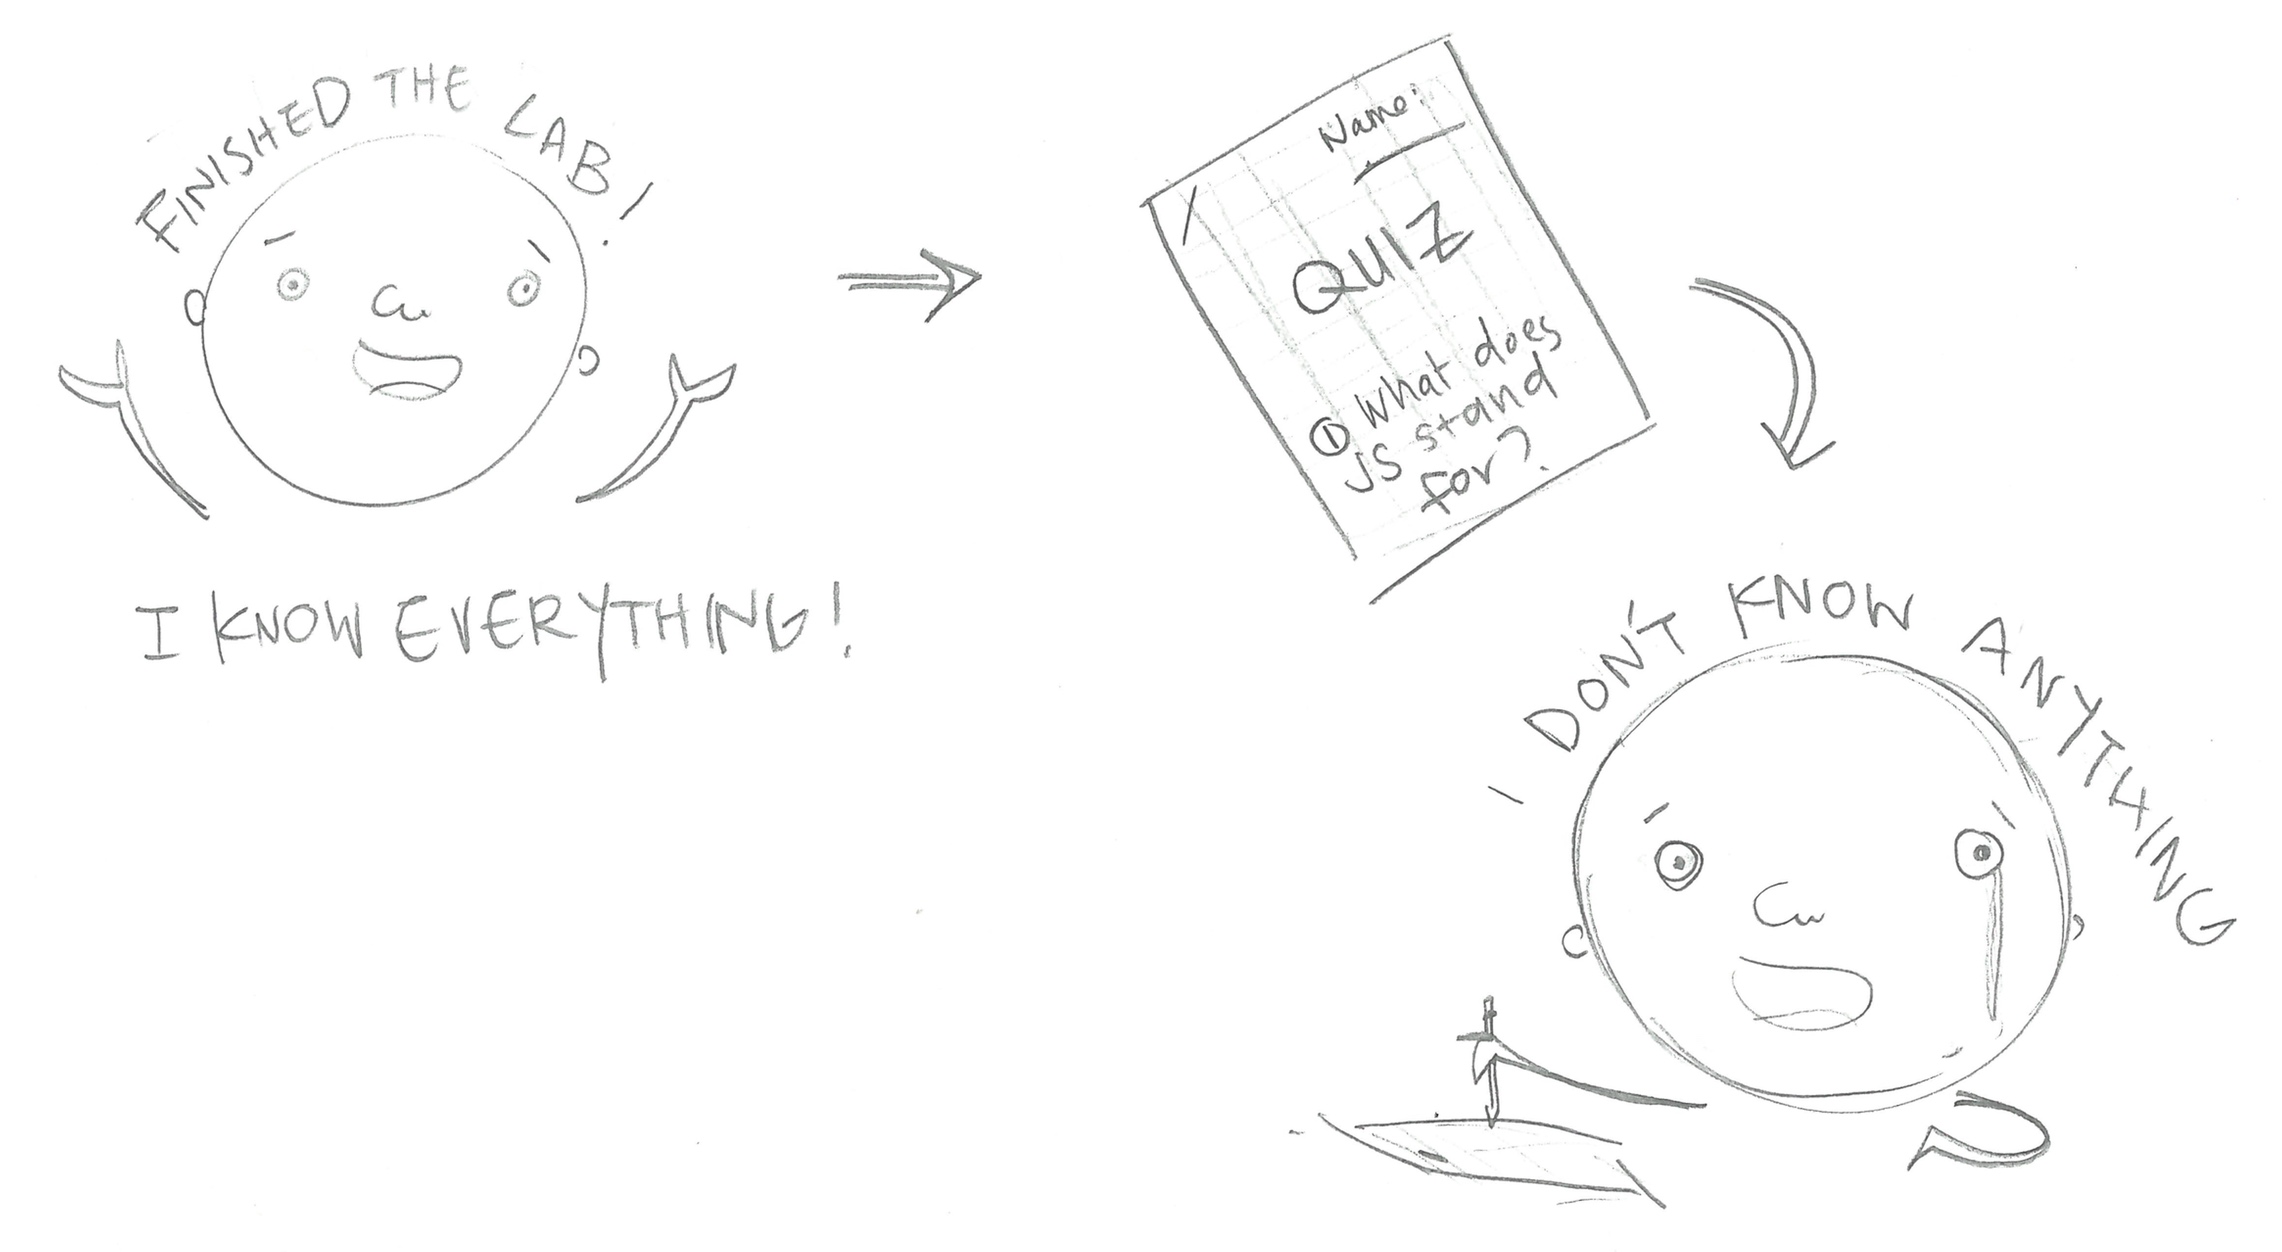 FINISHED THE LAB!
I KNOW EVERYTHING!
Name:
QUIZ
① What does
JS stand
for?
I DON'T KNOW ANYTHING